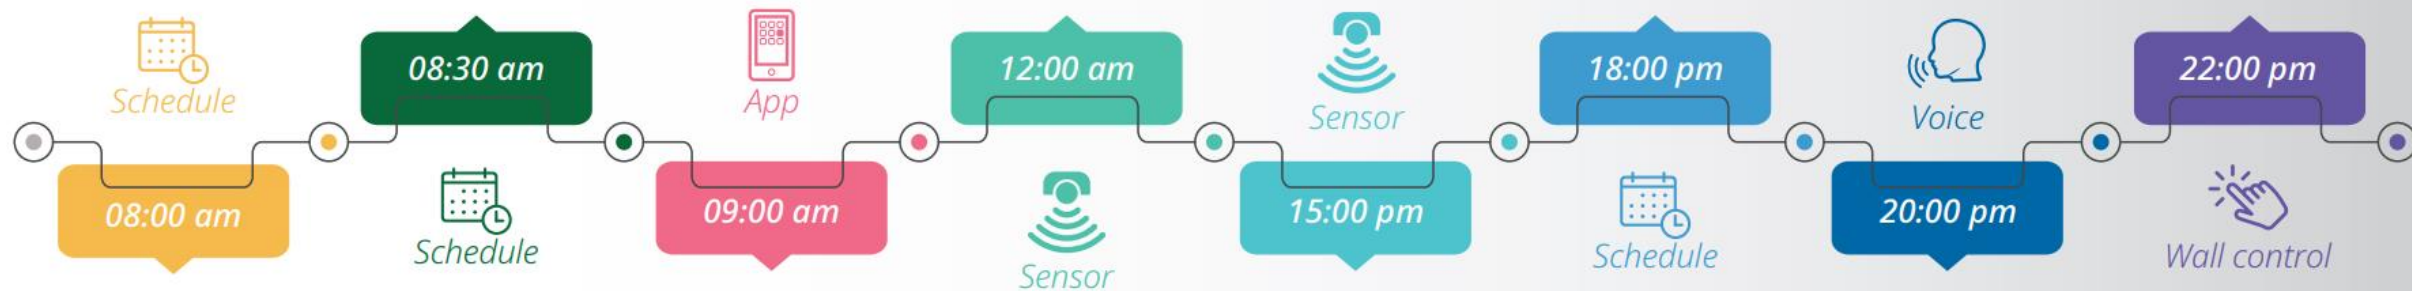 Schedule
08:00 am
08:30 am
Schedule
App
09:00 am
12:00 am
Sensor
Sensor
15:00 pm
18:00 pm
Schedule
Voice
20:00 pm
22:00 pm
Wall control